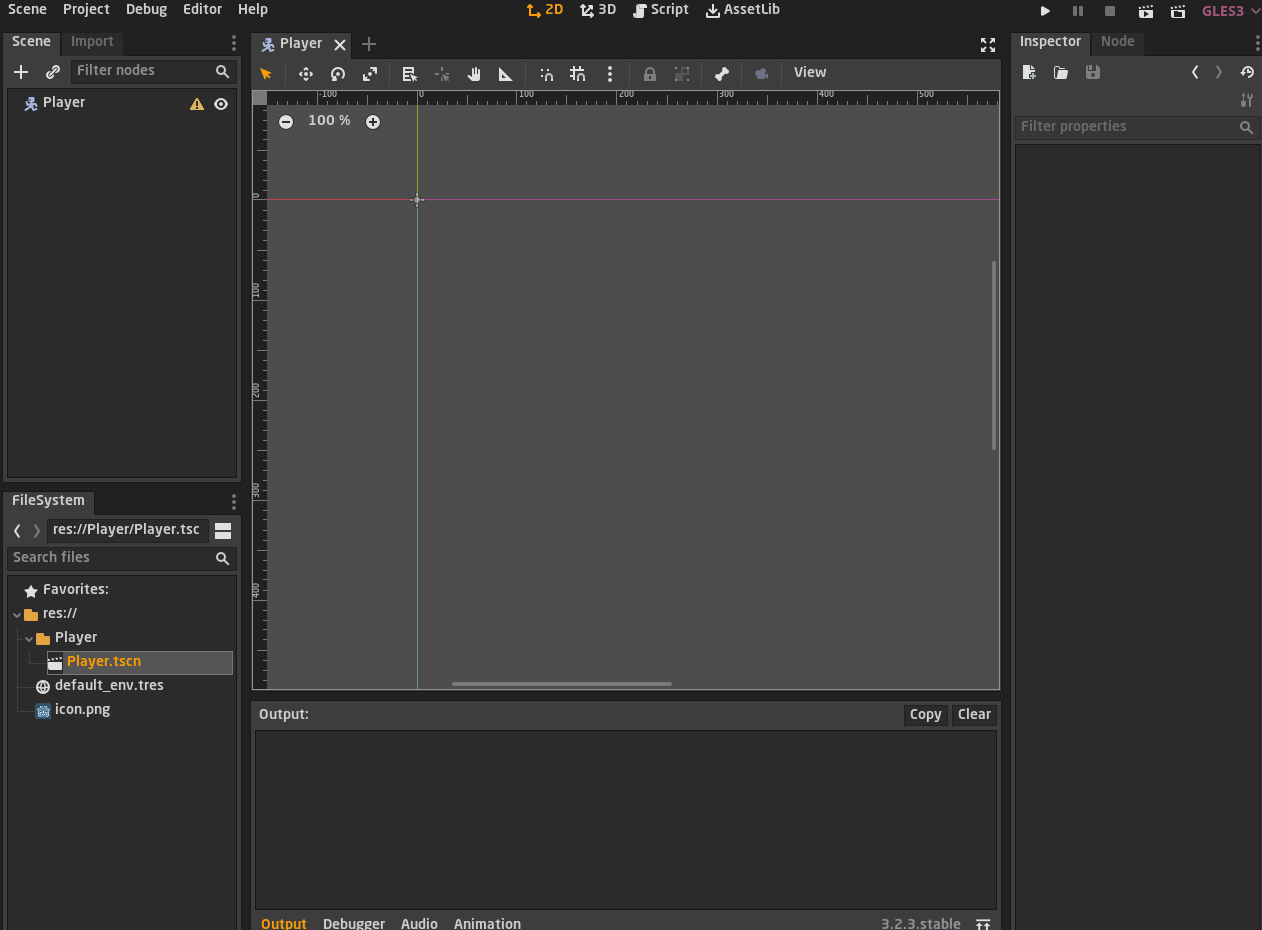 Scene Project Debug Editor Help
2D 3D Script AssetLib
GLES3
Scene Import
Filter nodes
Player
FileSystem
res://Player/Player.tsc
Search files
Favorites:
res://
Player
Player.tscn
default_env.tres
icon.png
Player
View
-100 0 100 200 300 400 500
100 %
0
100
200
300
400
Output:
Copy Clear
Output Debugger Audio Animation
3.2.3.stable
Inspector Node
Filter properties